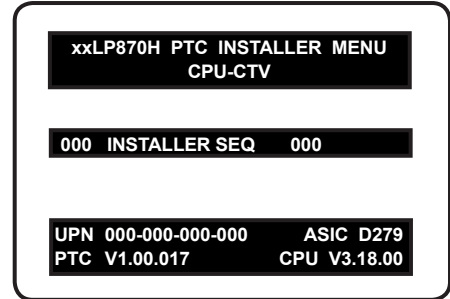 xxLP870H PTC INSTALLER MENU
CPU-CTV
000 INSTALLER SEQ 000
UPN 000-000-000-000 ASIC D279
PTC V1.00.017 CPU V3.18.00